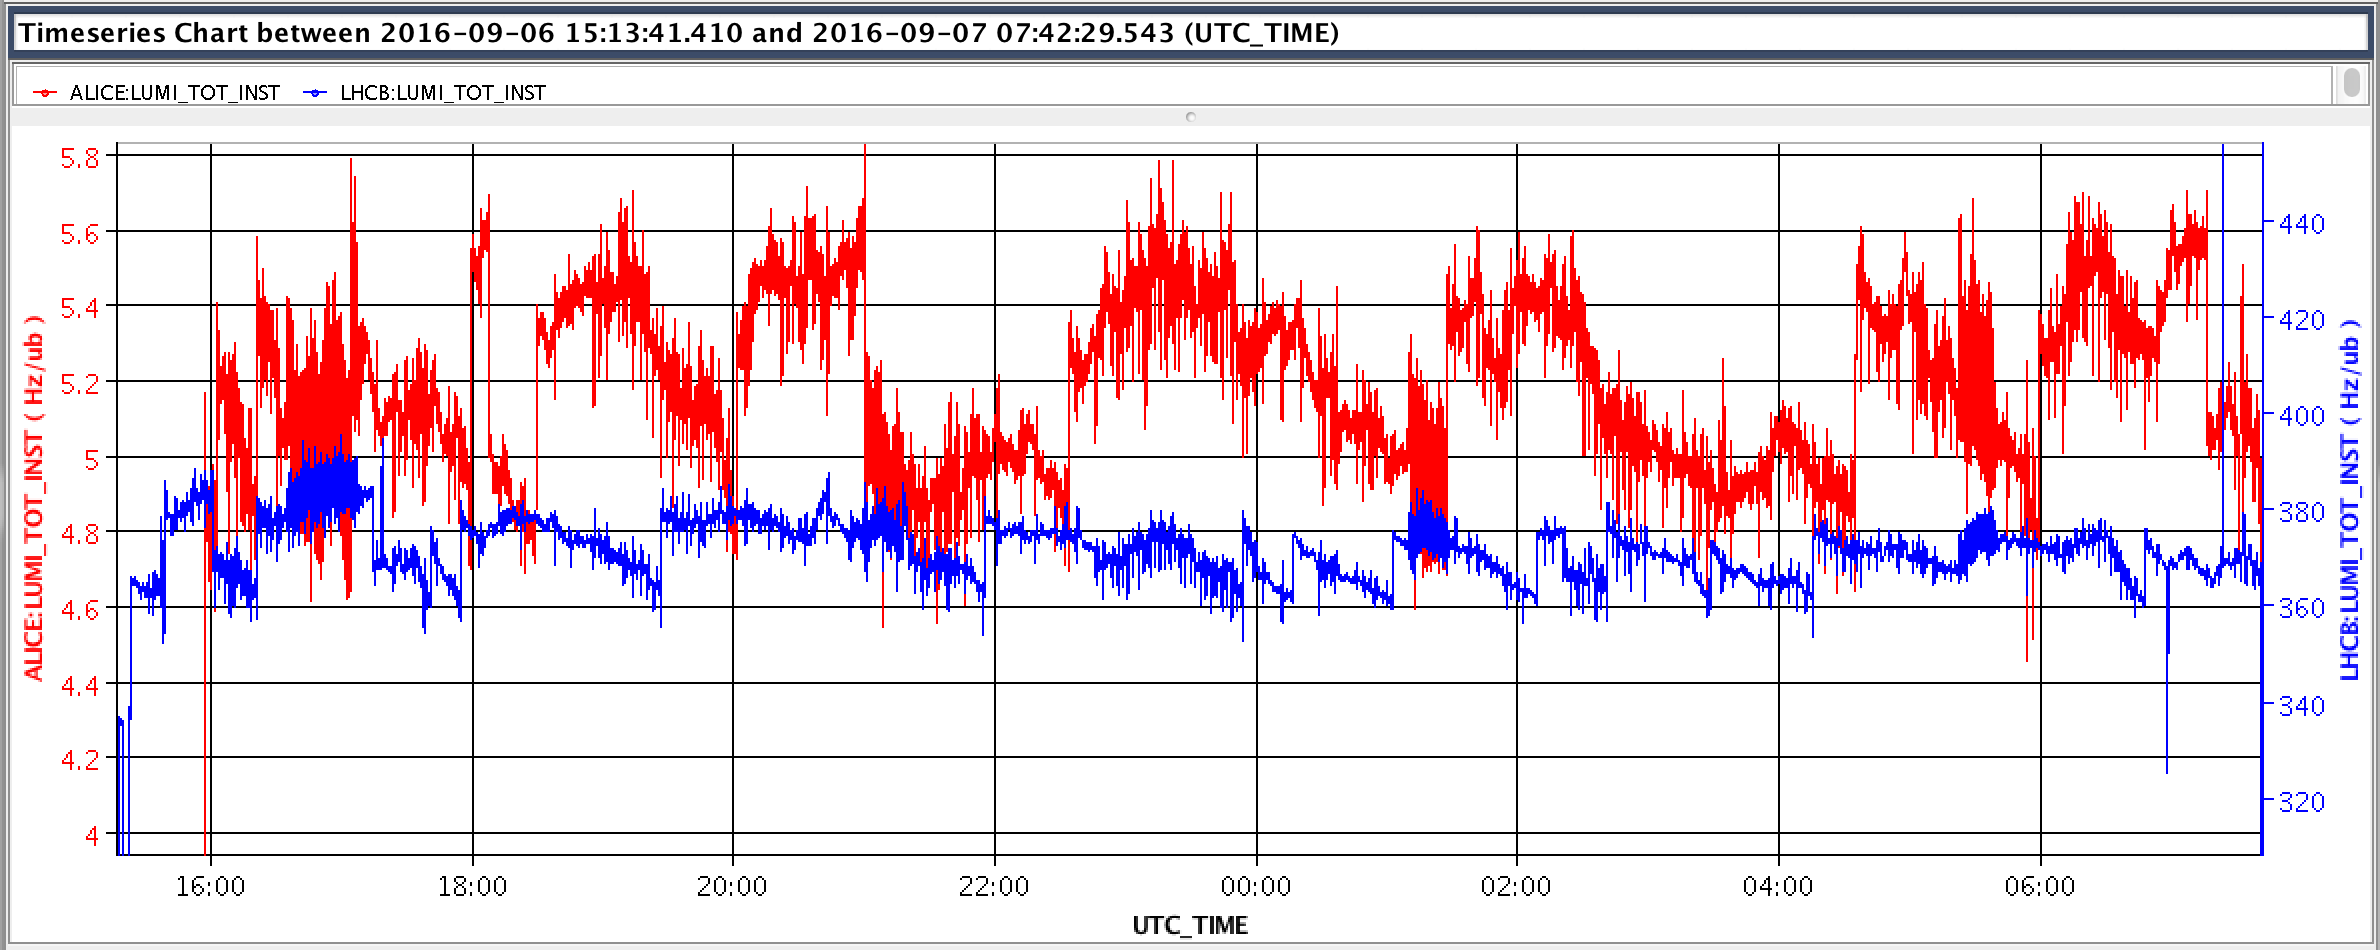 Timeseries Chart between 2016-09-06 15:13:41.410 and 2016-09-07 07:42:29.543 (UTC_TIME)
ALICE:LUMI_TOT_INST LHCB:LUMI_TOT_INST
ALICE:LUMI_TOT_INST ( Hz/ub )
5.8
5.6
5.4
5.2
5
4.8
4.6
4.4
4.2
4
440
420
400
380
360
340
320
LHCB:LUMI_TOT_INST ( Hz/ub )
16:00 18:00 20:00 22:00 00:00 02:00 04:00 06:00
UTC_TIME